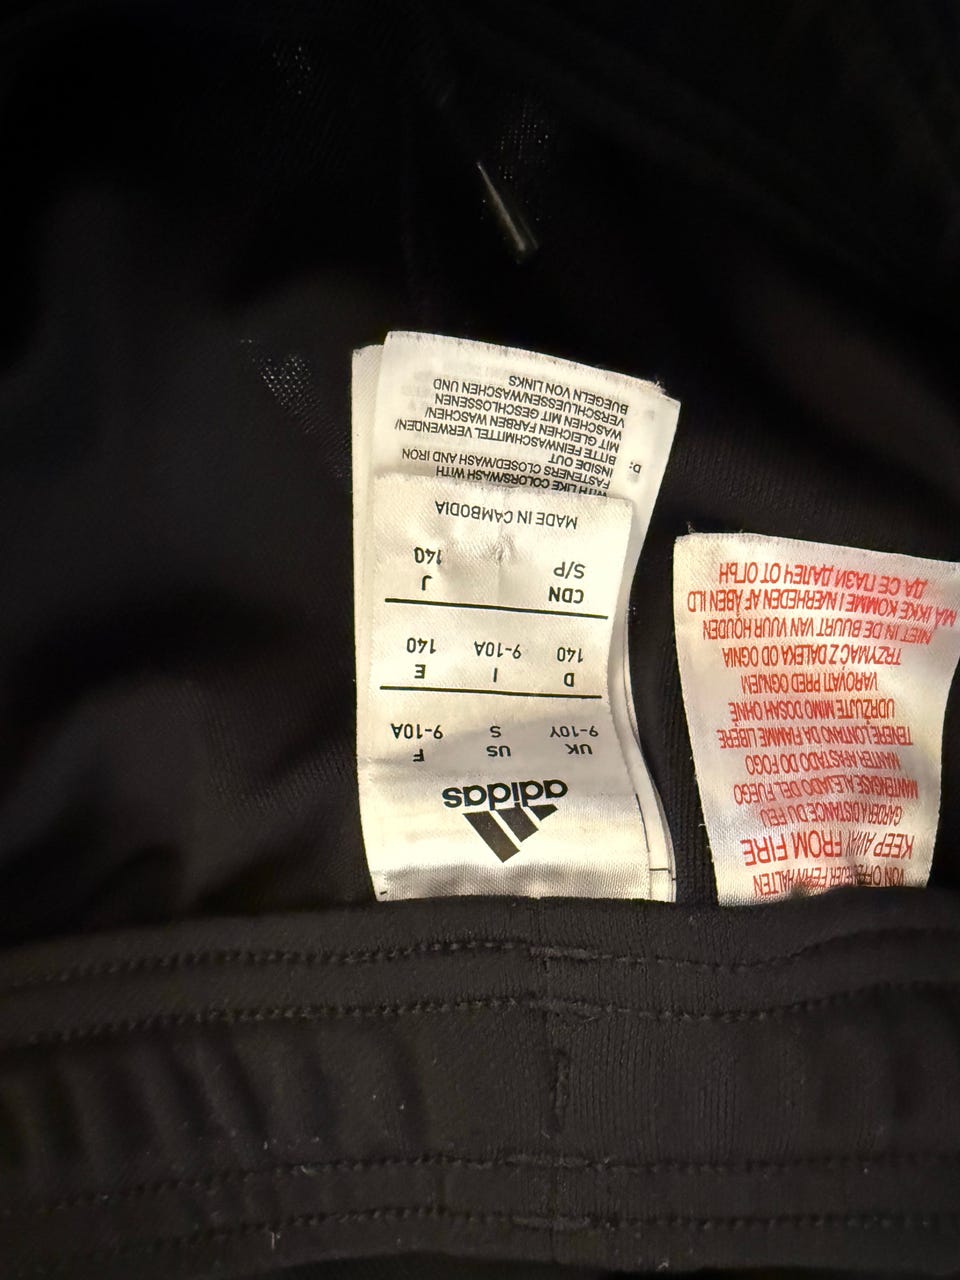 adidas
UK US F
9-10Y S 9-10A
D I E
140 9-10A 140
CDN J
S/P 140
MADE IN CAMBODIA
WITH LIKE COLORS/WASH WITH
FASTENERS CLOSED/WASH AND IRON
INSIDE OUT
D:
BITTE FEINWASCHMITTEL VERWENDEN/
MIT GLEICHEN FARBEN WASCHEN/
WASCHEN MIT GESCHLOSSENEN
VERSCHLUESSEN/WASCHEN UND
BUEGELN VON LINKS
VON OFFENEM FEUER FERNHALTEN
KEEP AWAY FROM FIRE
GARDER À DISTANCE DU FEU
MANTÉNGASE ALEJADO DEL FUEGO
MANTER AFASTADO DO FOGO
TENERE LONTANO DA FIAMME LIBERE
UDRŽUJTE MIMO DOSAH OHNĚ
VAROVATI PRED OGNJEM
TRZYMAĆ Z DALEKA OD OGNIA
NIET IN DE BUURT VAN VUUR HOUDEN
MÅ IKKE KOMME I NÆRHEDEN AF ÅBEN ILD
ДА СЕ ПАЗИ ДАЛЕЧ ОТ ОГЪН